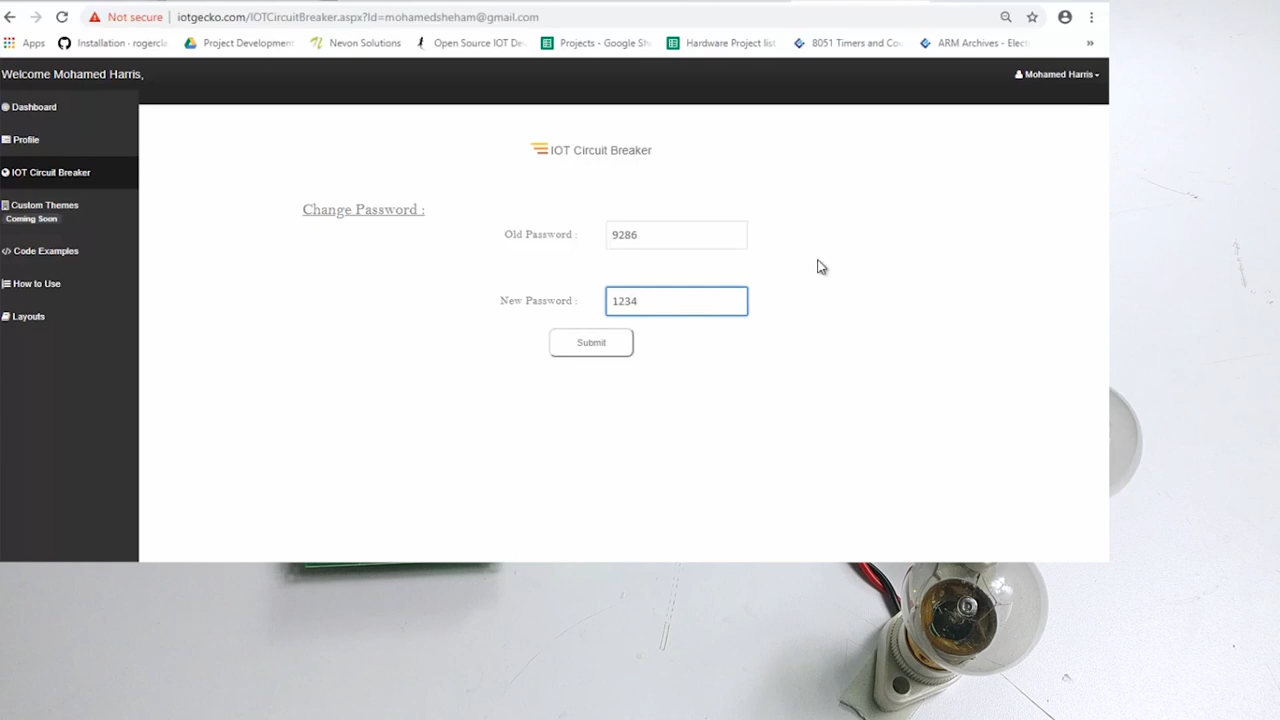 Not secure | iotgecko.com/IOTCircuitBreaker.aspx?Id=mohamedsheham@gmail.com
Apps Installation · rogercla Project Development Nevon Solutions Open Source IOT De Projects - Google Sh Hardware Project list 8051 Timers and Cou ARM Archives - Elect »
Welcome Mohamed Harris,
Mohamed Harris
Dashboard
Profile
IOT Circuit Breaker
Custom Themes
Coming Soon
Code Examples
How to Use
Layouts
IOT Circuit Breaker
Change Password :
Old Password : 9286
New Password : 1234
Submit